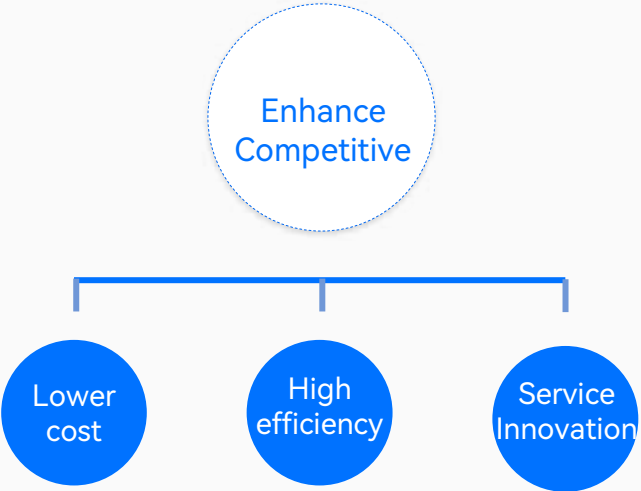 Enhance
Competitive
Lower
cost
High
efficiency
Service
Innovation